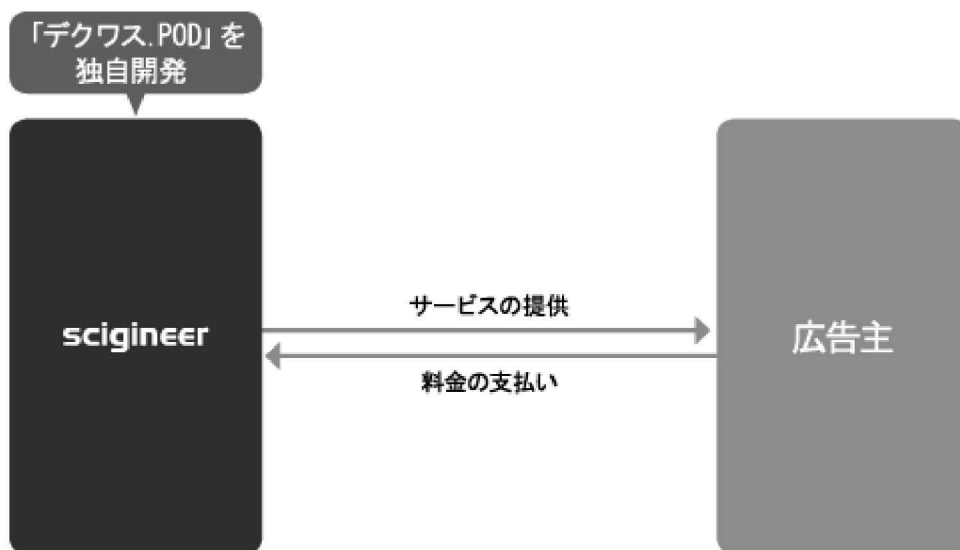 「デクワス.POD」を
独自開発
サービスの提供
scigineer
広告主
料金の支払い